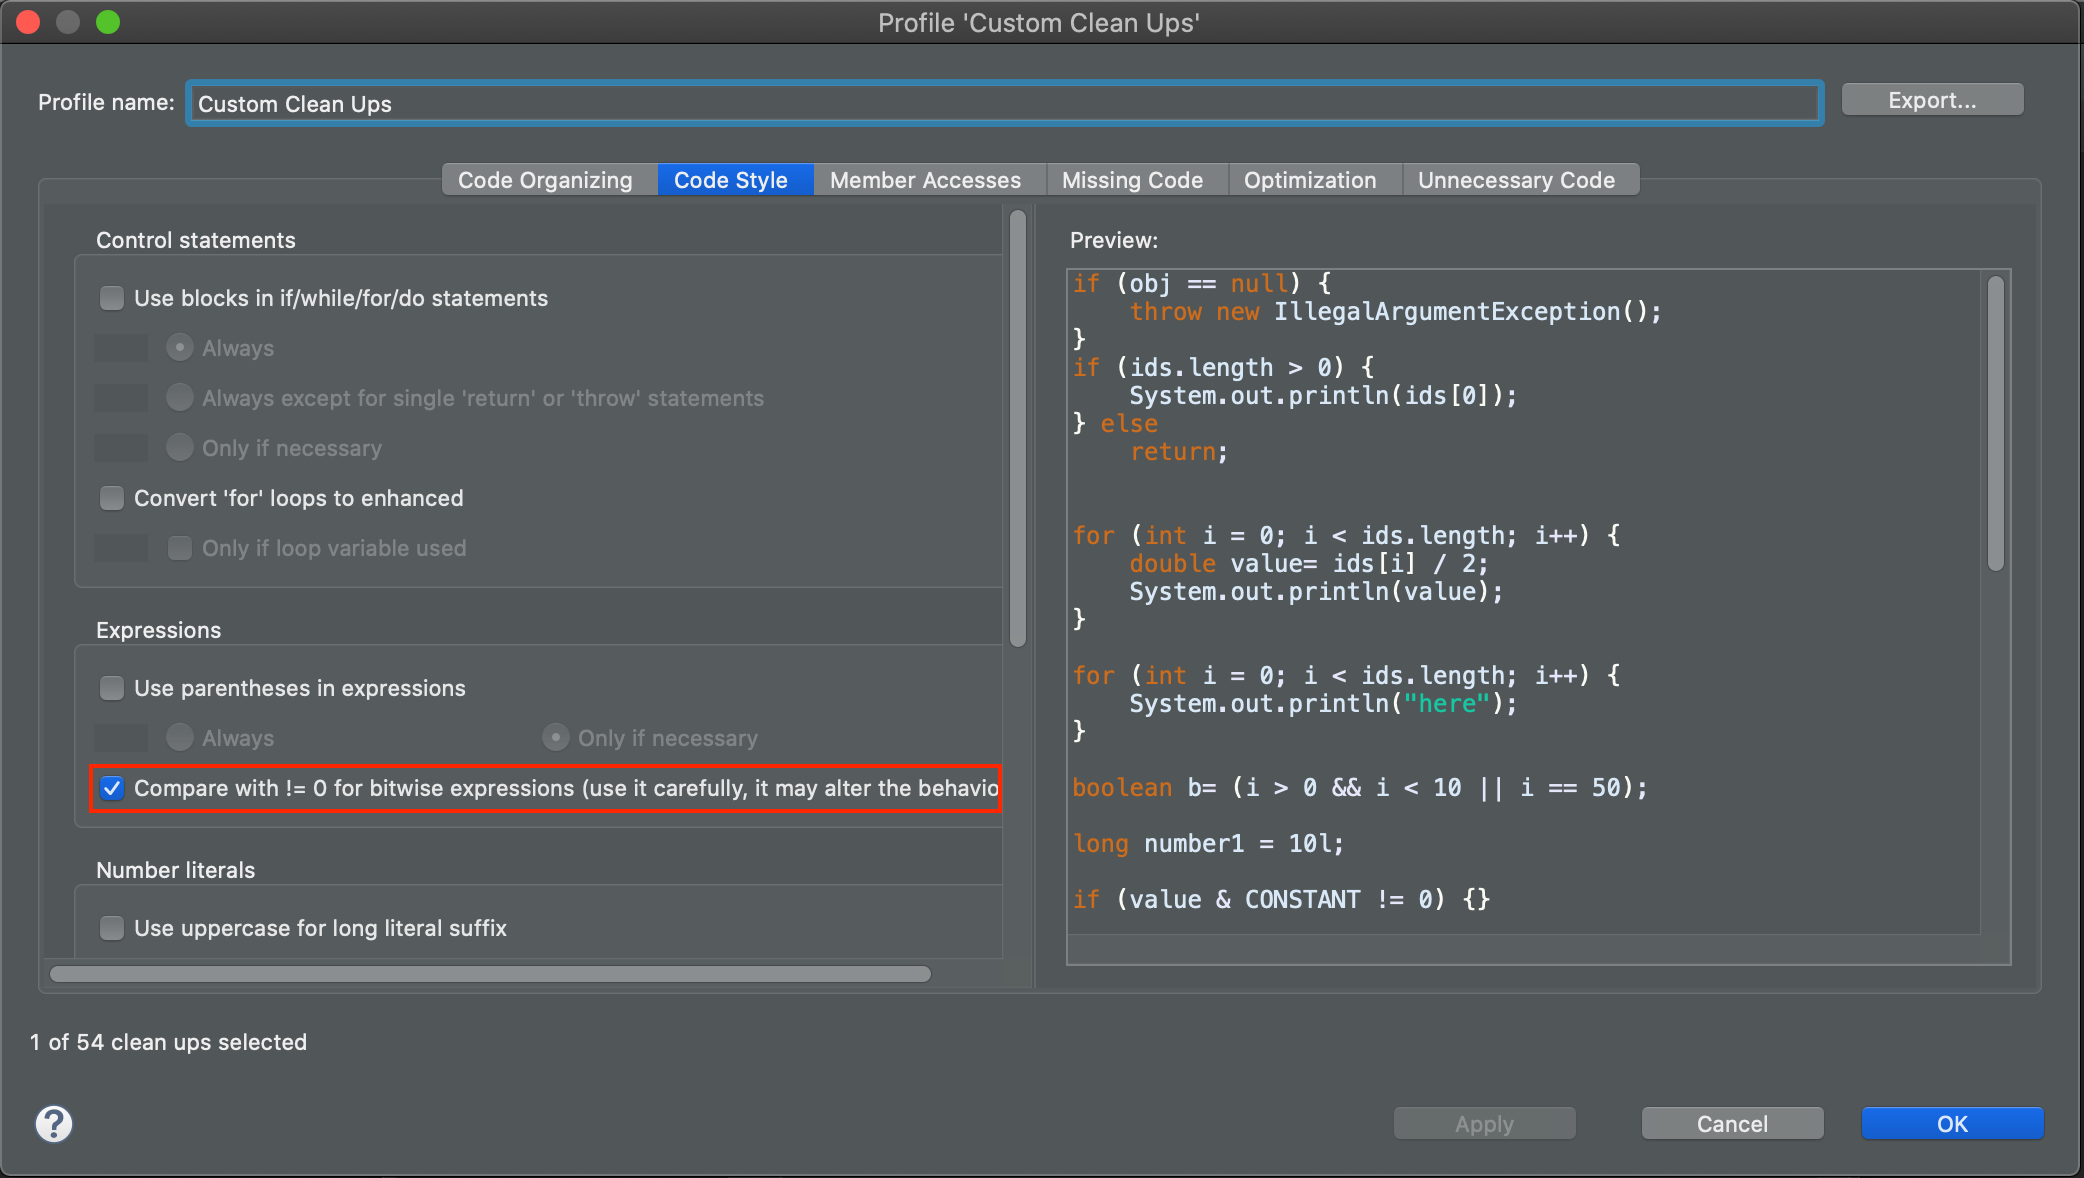 Profile 'Custom Clean Ups'
Profile name:
Custom Clean Ups
Export...
Code Organizing
Code Style
Member Accesses
Missing Code
Optimization
Unnecessary Code
Control statements
Use blocks in if/while/for/do statements
Always
Always except for single 'return' or 'throw' statements
Only if necessary
Convert 'for' loops to enhanced
Only if loop variable used
Expressions
Use parentheses in expressions
Always
Only if necessary
Compare with != 0 for bitwise expressions (use it carefully, it may alter the behavio
Number literals
Use uppercase for long literal suffix
Preview:
if (obj == null) {
    throw new IllegalArgumentException();
}
if (ids.length > 0) {
    System.out.println(ids[0]);
} else
    return;
for (int i = 0; i < ids.length; i++) {
    double value= ids[i] / 2;
    System.out.println(value);
}
for (int i = 0; i < ids.length; i++) {
    System.out.println("here");
}
boolean b= (i > 0 && i < 10 || i == 50);
long number1 = 10l;
if (value & CONSTANT != 0) {}
1 of 54 clean ups selected
?
Apply
Cancel
OK